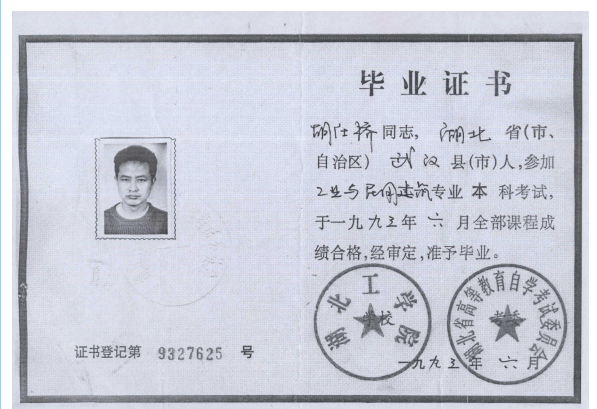 毕业证书
胡仕桥同志, 湖北 省(市、
自治区) 武汉 县(市)人,参加
工业与民用建筑专业 本 科考试,
于一九九五年 六 月全部课程成
绩合格,经审定,准予毕业。
湖北工学院
学校
湖北省高等教育自学考试委员会
一九九五年 六 月
证书登记第 9327625 号